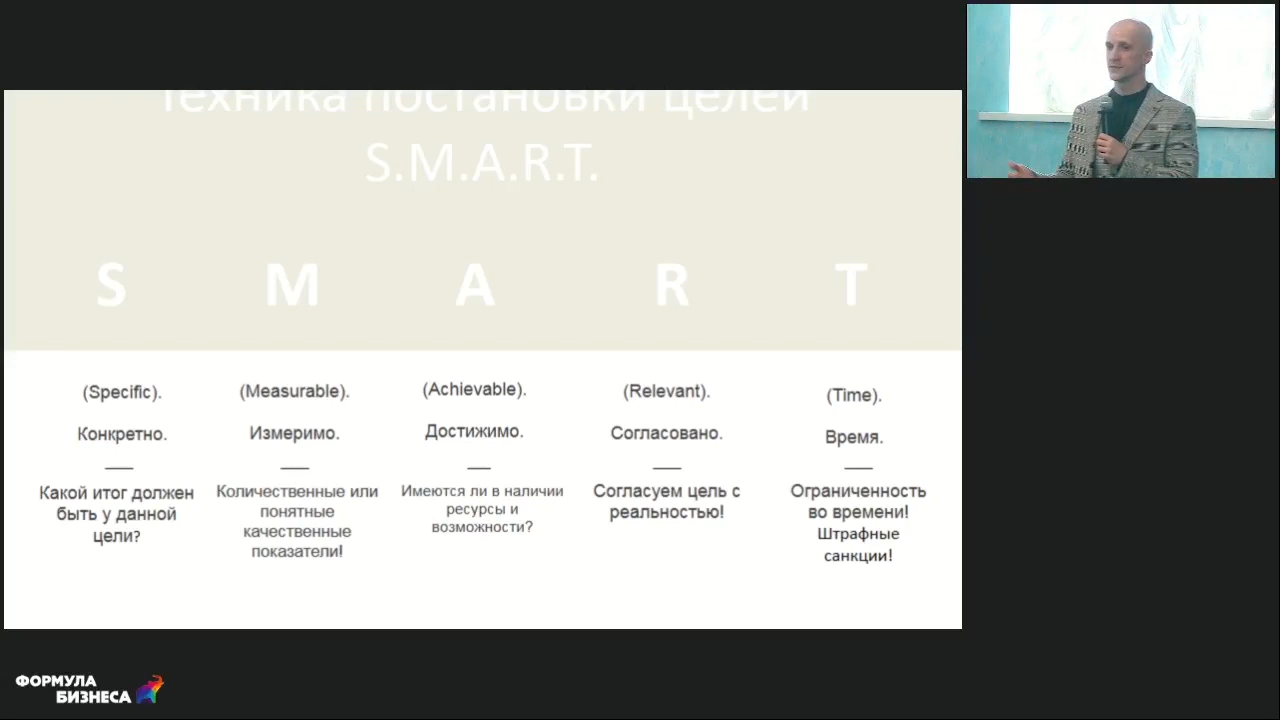 Техника постановки целей
S.M.A.R.T.
S M A R T
(Specific). (Measurable). (Achievable). (Relevant). (Time).
Конкретно. Измеримо. Достижимо. Согласовано. Время.
Какой итог должен
быть у данной
цели?
Количественные или
понятные
качественные
показатели!
Имеются ли в наличии
ресурсы и
возможности?
Согласуем цель с
реальностью!
Ограниченность
во времени!
Штрафные
санкции!
ФОРМУЛА
БИЗНЕСА